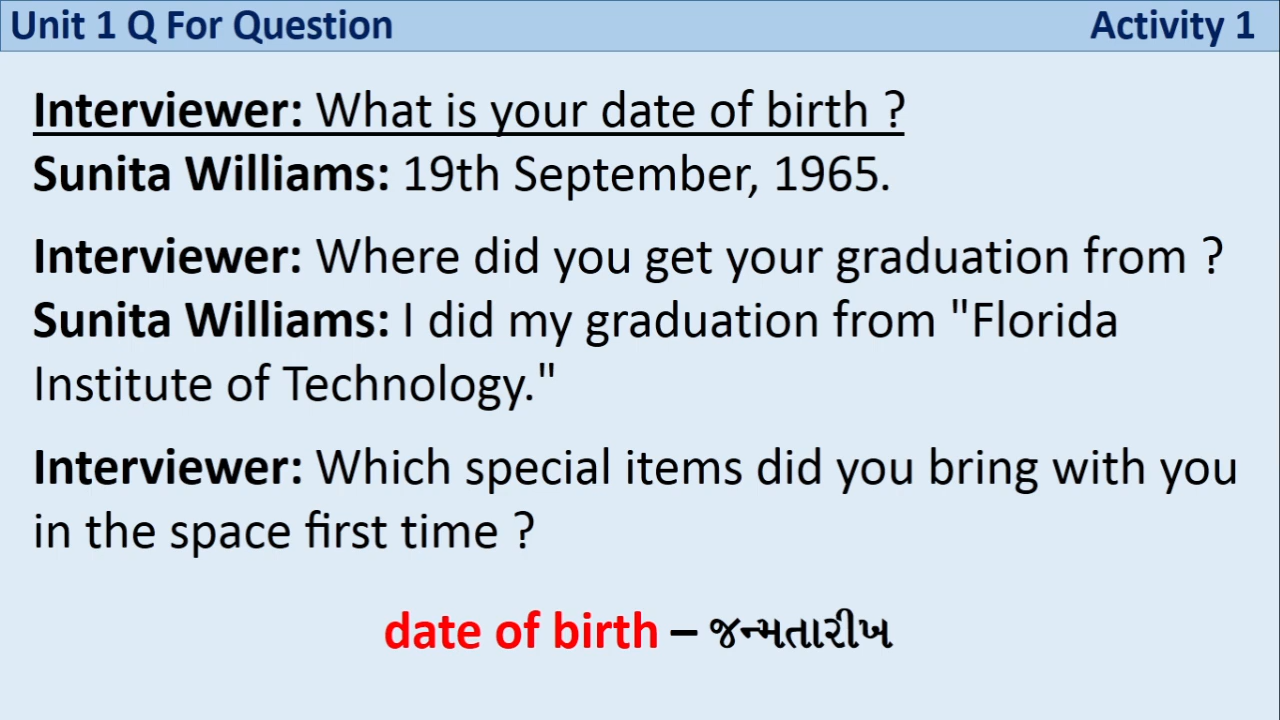 Unit 1 Q For Question
Activity 1
Interviewer: What is your date of birth ?
Sunita Williams: 19th September, 1965.
Interviewer: Where did you get your graduation from ?
Sunita Williams: I did my graduation from "Florida
Institute of Technology."
Interviewer: Which special items did you bring with you
in the space first time ?
date of birth – જન્મતારીખ